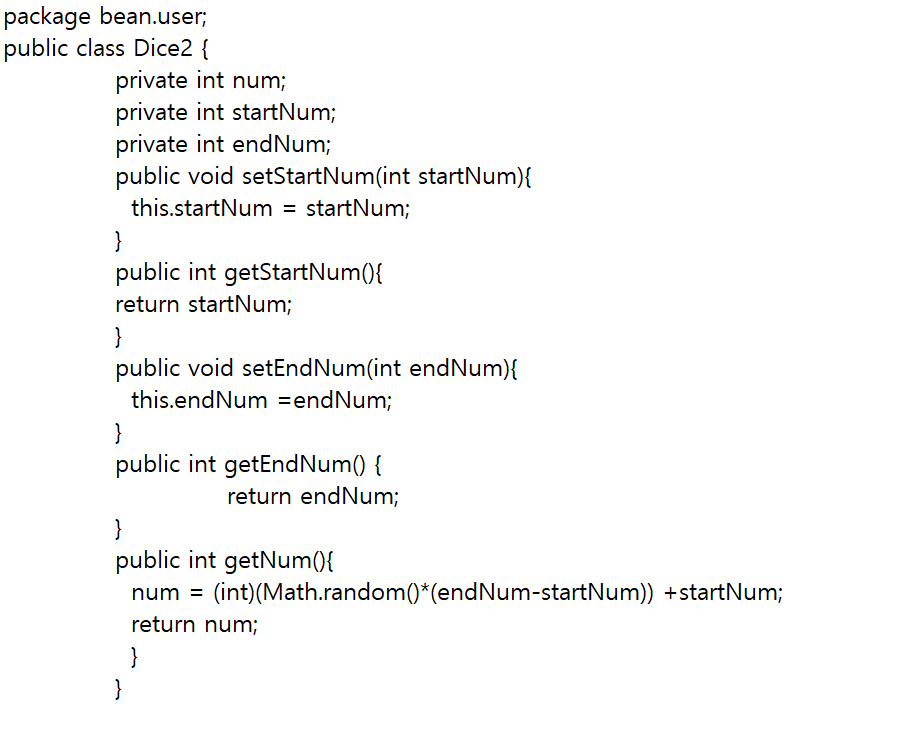 package bean.user;
public class Dice2 {
private int num;
private int startNum;
private int endNum;
public void setStartNum(int startNum){
this.startNum = startNum;
}
public int getStartNum(){
return startNum;
}
public void setEndNum(int endNum){
this.endNum =endNum;
}
public int getEndNum() {
return endNum;
}
public int getNum(){
num = (int)(Math.random()*(endNum-startNum)) +startNum;
return num;
}
}